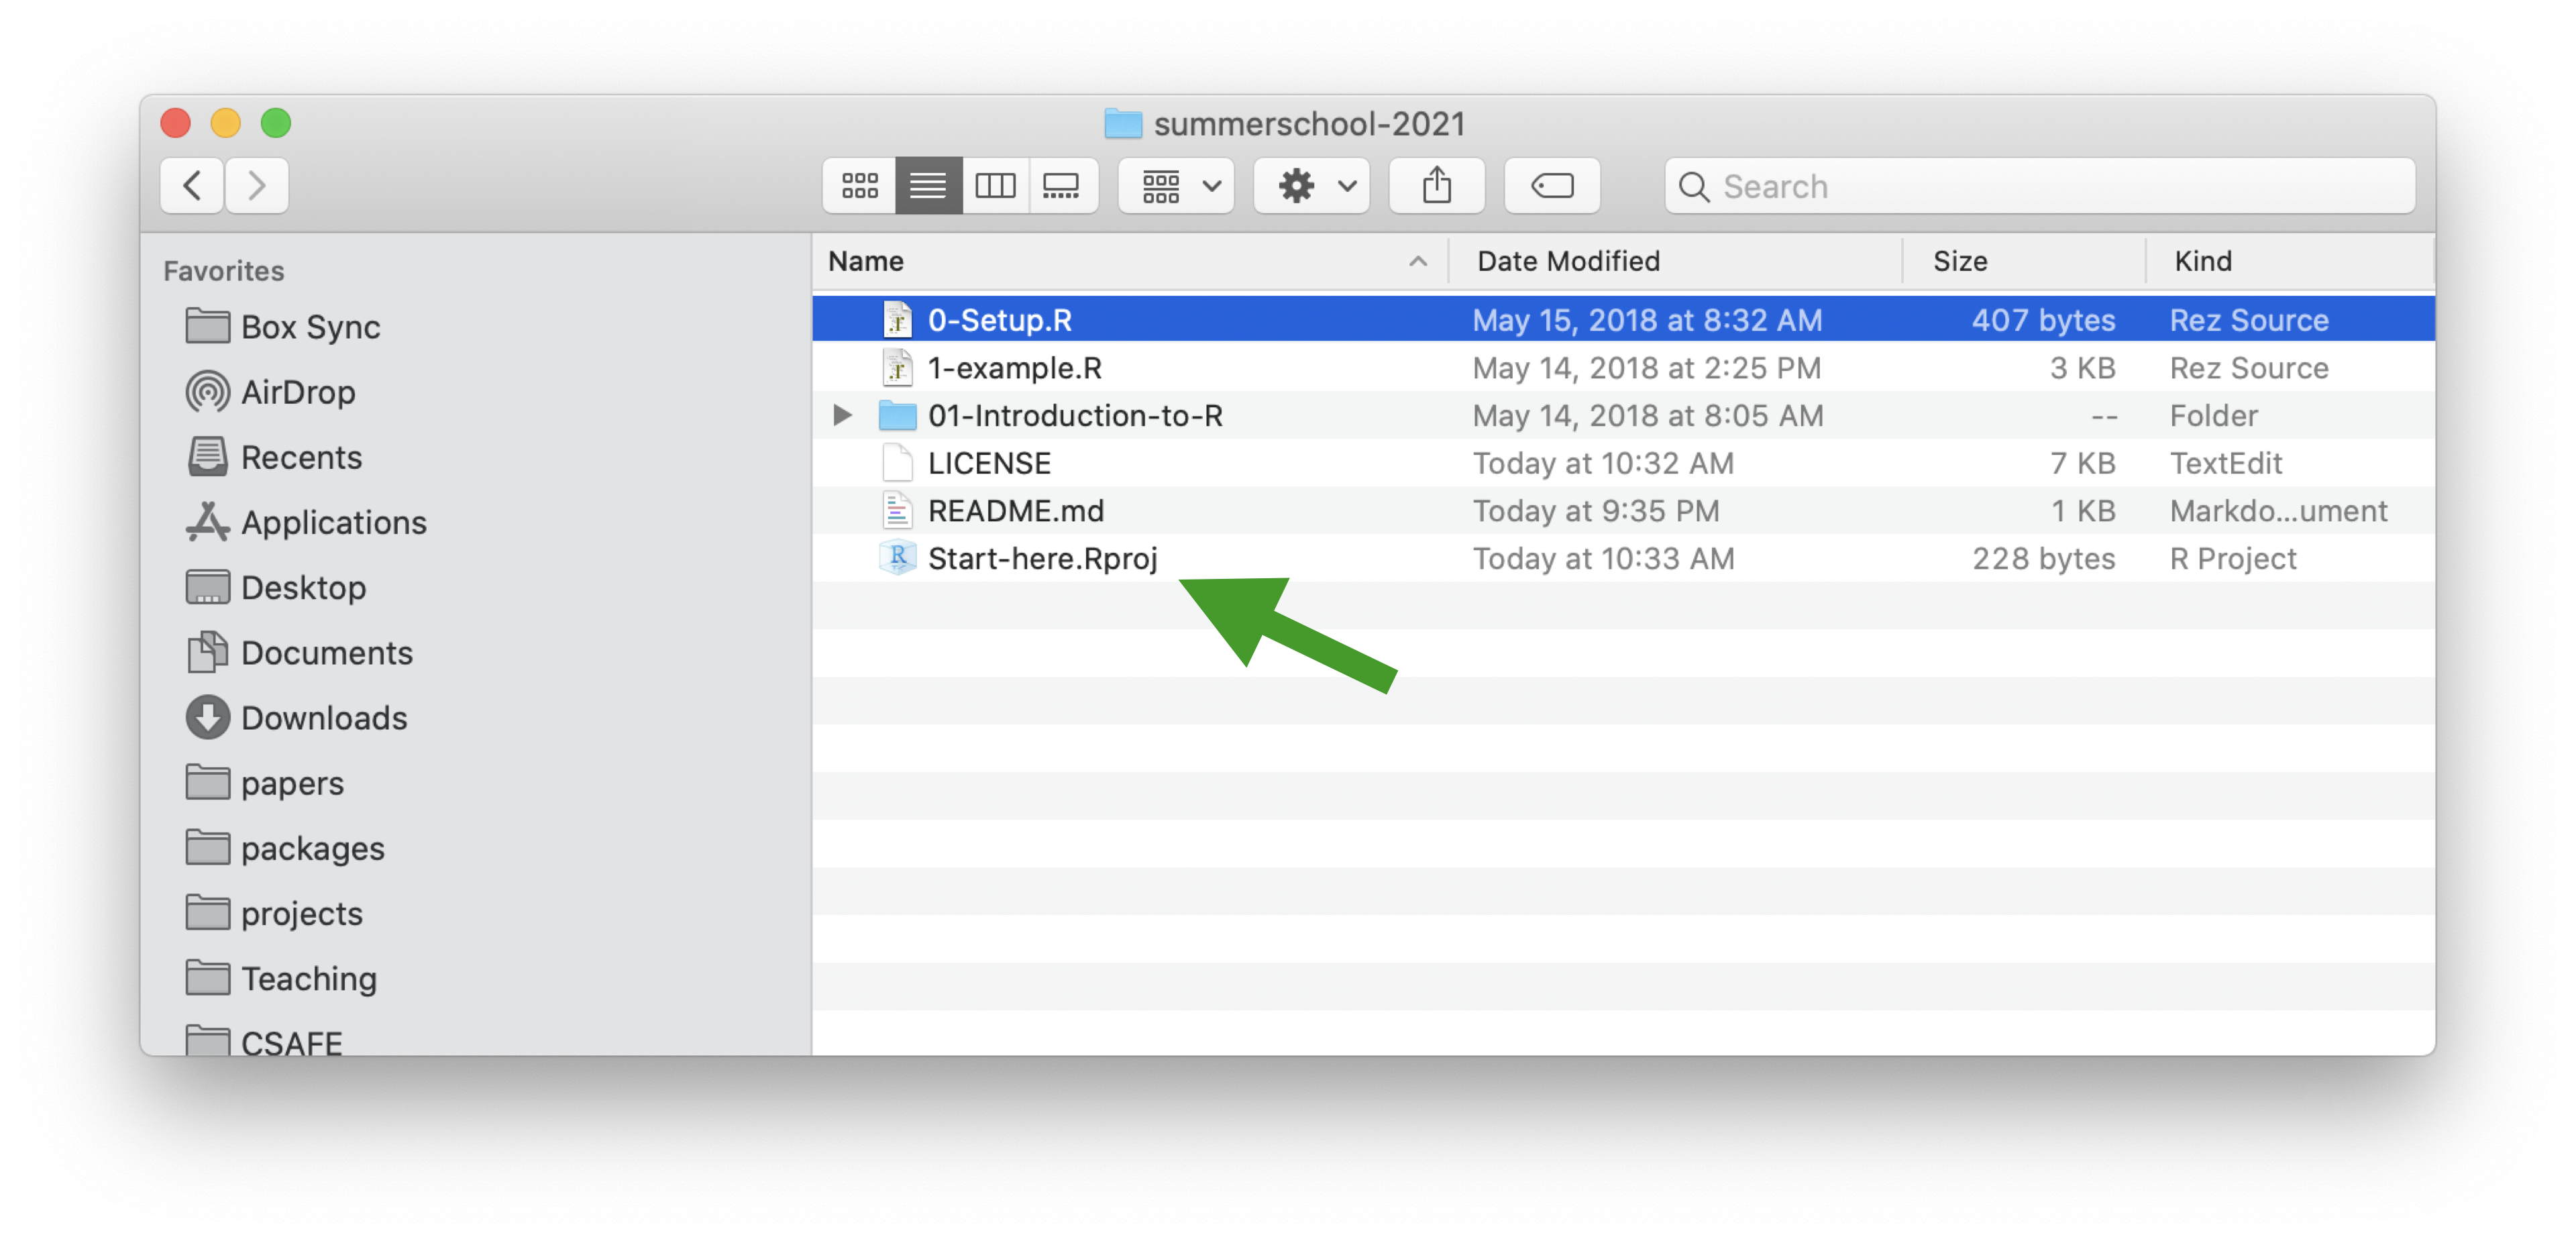 summerschool-2021
Search
Favorites
Box Sync
AirDrop
Recents
Applications
Desktop
Documents
Downloads
papers
packages
projects
Teaching
CSAFE
Name Date Modified Size Kind
0-Setup.R May 15, 2018 at 8:32 AM 407 bytes Rez Source
1-example.R May 14, 2018 at 2:25 PM 3 KB Rez Source
01-Introduction-to-R May 14, 2018 at 8:05 AM -- Folder
LICENSE Today at 10:32 AM 7 KB TextEdit
README.md Today at 9:35 PM 1 KB Markdo...ument
Start-here.Rproj Today at 10:33 AM 228 bytes R Project